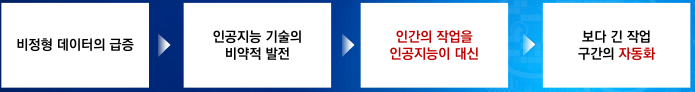 비정형 데이터의 급증
인공지능 기술의
비약적 발전
인간의 작업을
인공지능이 대신
보다 긴 작업
구간의 자동화